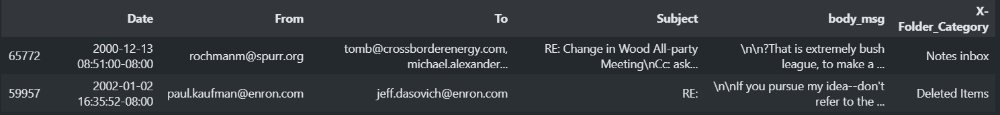 Date From To Subject body_msg X-Folder_Category
65772 2000-12-13 08:51:00-08:00 rochmanm@spurr.org tomb@crossborderenergy.com, michael.alexander... RE: Change in Wood All-party Meeting\nCc: ask... \n\n?That is extremely bush league, to make a ... Notes inbox
59957 2002-01-02 16:35:52-08:00 paul.kaufman@enron.com jeff.dasovich@enron.com RE: \n\nIf you pursue my idea--don't refer to the ... Deleted Items